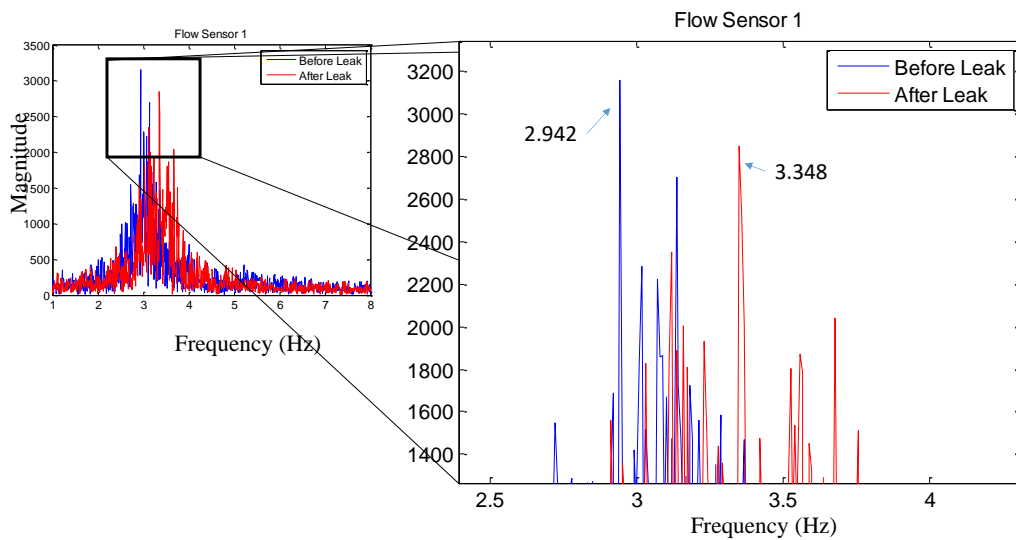 Flow Sensor 1
3500
3000
2500
2000
1500
1000
500
0
Magnitude
Before Leak
After Leak
1 2 3 4 5 6 7 8
Frequency (Hz)
Flow Sensor 1
3200
3000
2800
2600
2400
2200
2000
1800
1600
1400
Before Leak
After Leak
2.942
3.348
2.5 3 3.5 4
Frequency (Hz)